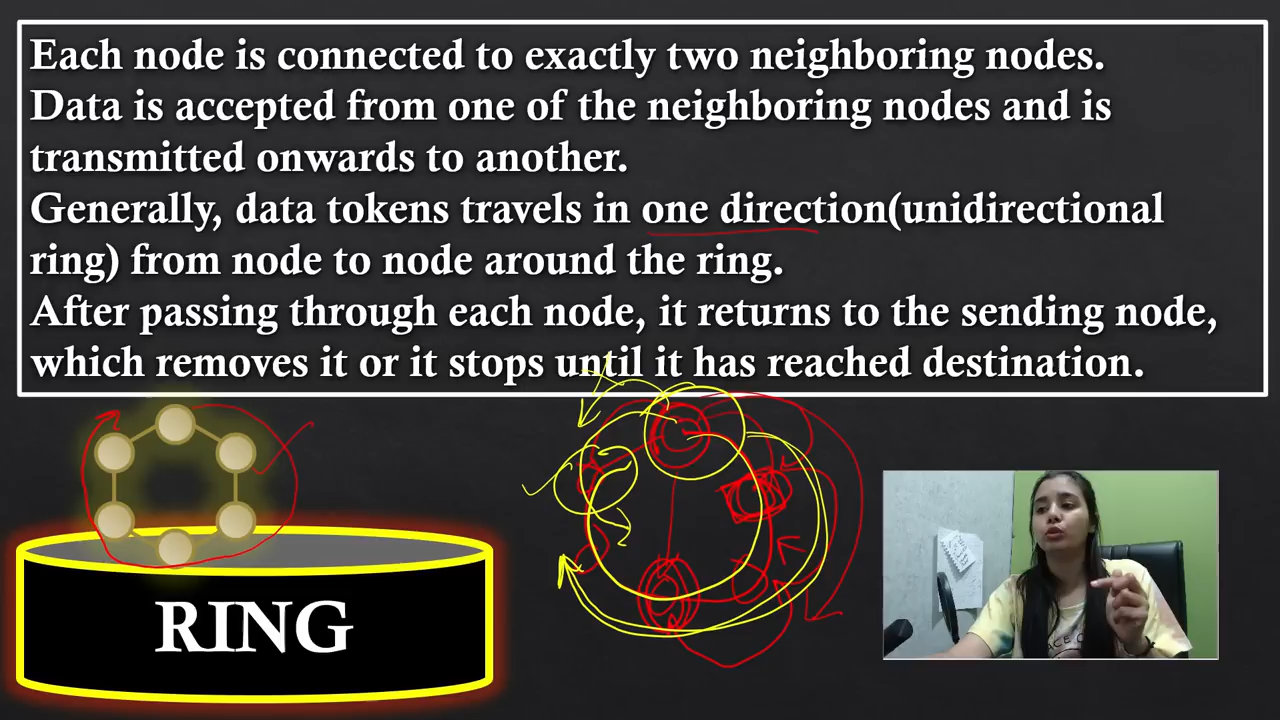 Each node is connected to exactly two neighboring nodes.
Data is accepted from one of the neighboring nodes and is
transmitted onwards to another.
Generally, data tokens travels in one direction(unidirectional
ring) from node to node around the ring.
After passing through each node, it returns to the sending node,
which removes it or it stops until it has reached destination.
RING